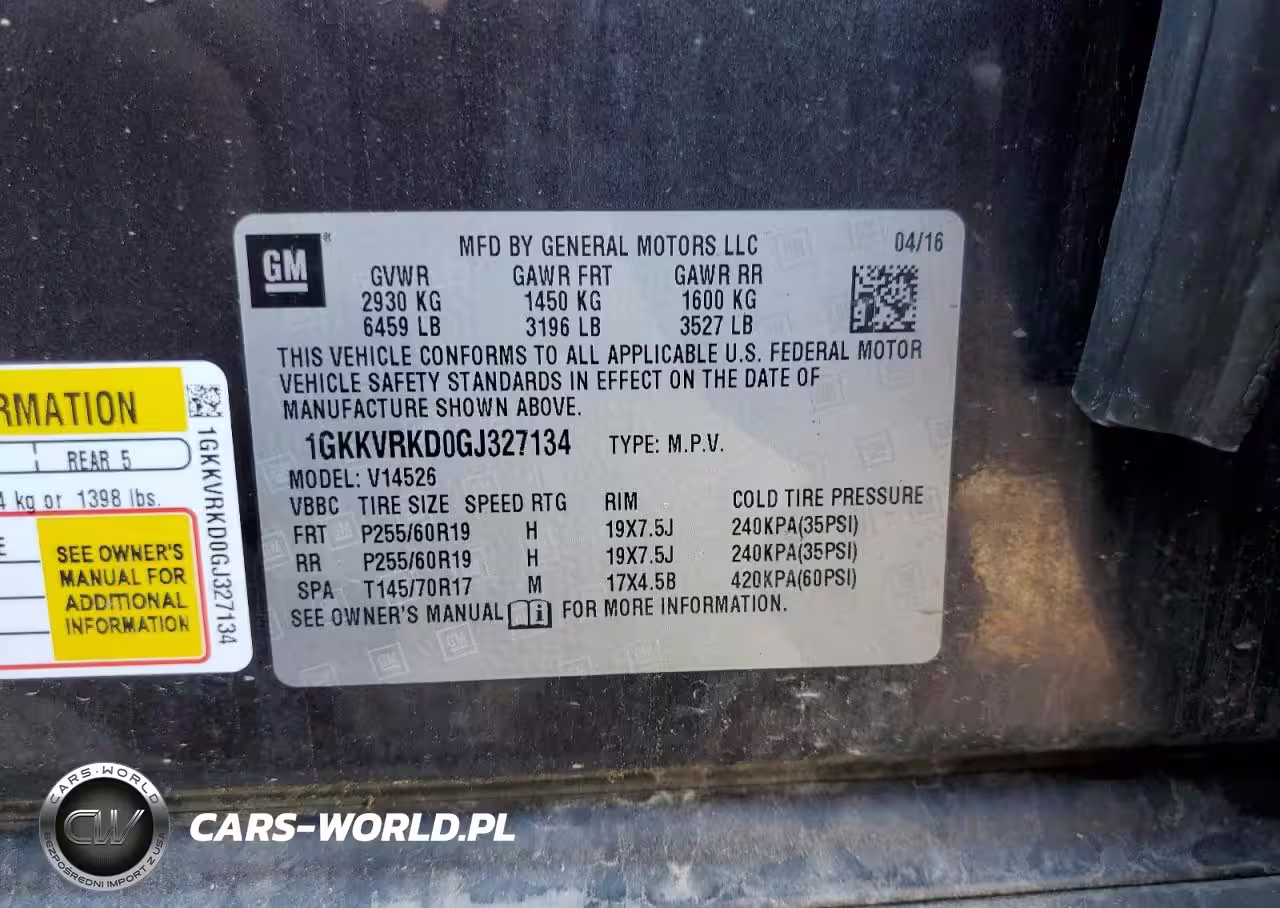 GM
MFD BY GENERAL MOTORS LLC 04/16
GVWR GAWR FRT GAWR RR
2930 KG 1450 KG 1600 KG
6459 LB 3196 LB 3527 LB
THIS VEHICLE CONFORMS TO ALL APPLICABLE U.S. FEDERAL MOTOR
VEHICLE SAFETY STANDARDS IN EFFECT ON THE DATE OF
MANUFACTURE SHOWN ABOVE.
1GKKVRKD0GJ327134 TYPE: M.P.V.
MODEL: V14526
VBBC TIRE SIZE SPEED RTG RIM COLD TIRE PRESSURE
FRT P255/60R19 H 19X7.5J 240KPA(35PSI)
RR P255/60R19 H 19X7.5J 240KPA(35PSI)
SPA T145/70R17 M 17X4.5B 420KPA(60PSI)
SEE OWNER'S MANUAL FOR MORE INFORMATION.
RMATION
REAR 5
4 kg or 1398 lbs.
E
SEE OWNER'S
MANUAL FOR
ADDITIONAL
INFORMATION
1GKKVRKD0GJ327134
CARS-WORLD
CW
BEZPOŚREDNI IMPORT Z USA
CARS-WORLD.PL